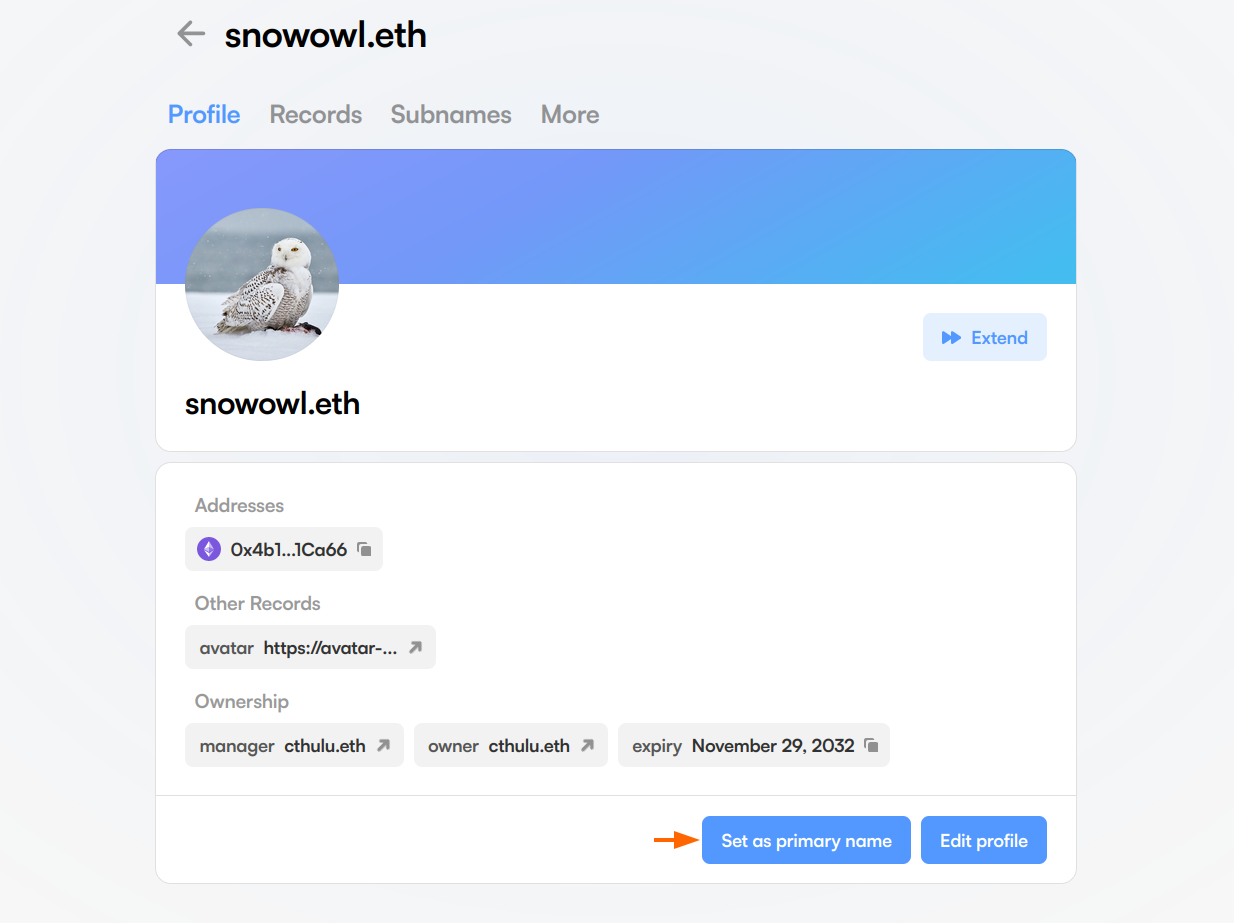 snowowl.eth
Profile Records Subnames More
Extend
snowowl.eth
Addresses
0x4b1...1Ca66
Other Records
avatar https://avatar-...
Ownership
manager cthulu.eth owner cthulu.eth expiry November 29, 2032
Set as primary name Edit profile